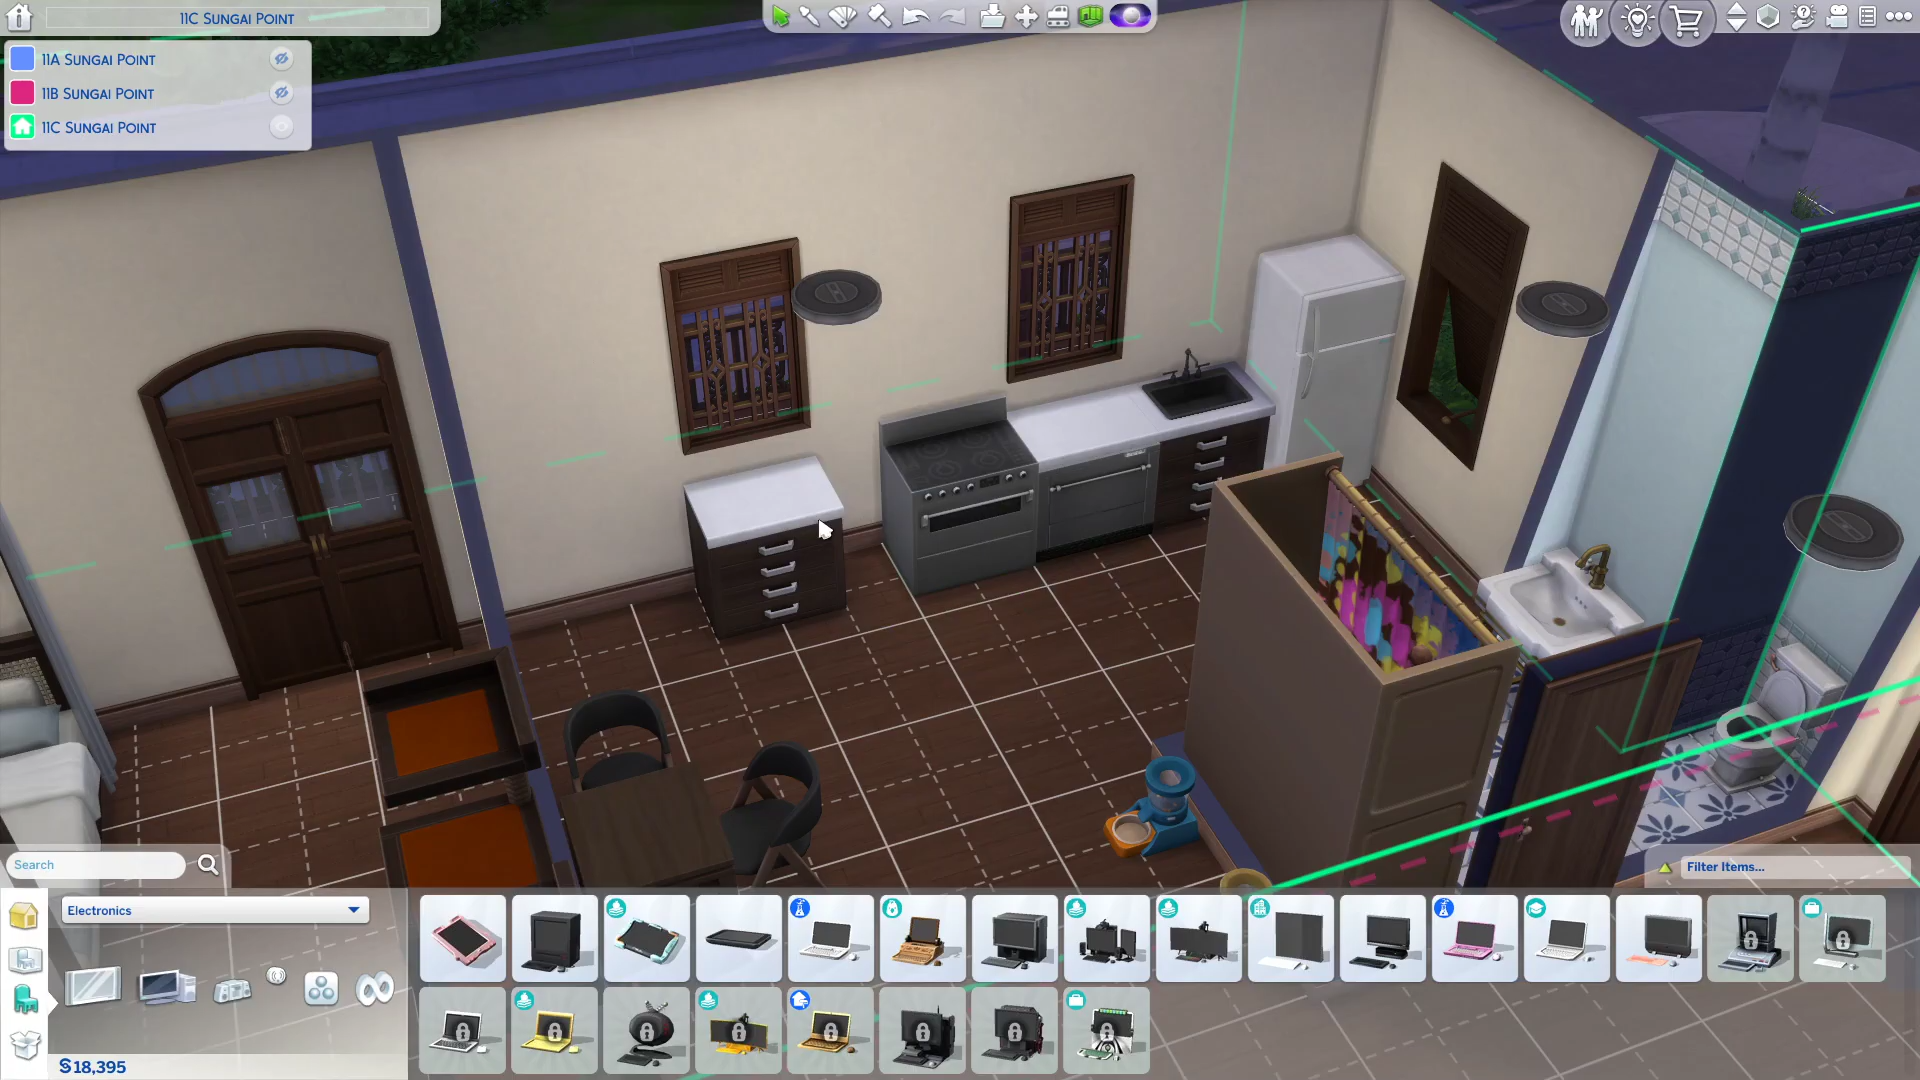 11C Sungai Point
11A Sungai Point
11B Sungai Point
11C Sungai Point
Search
Filter Items...
Electronics
§18,395